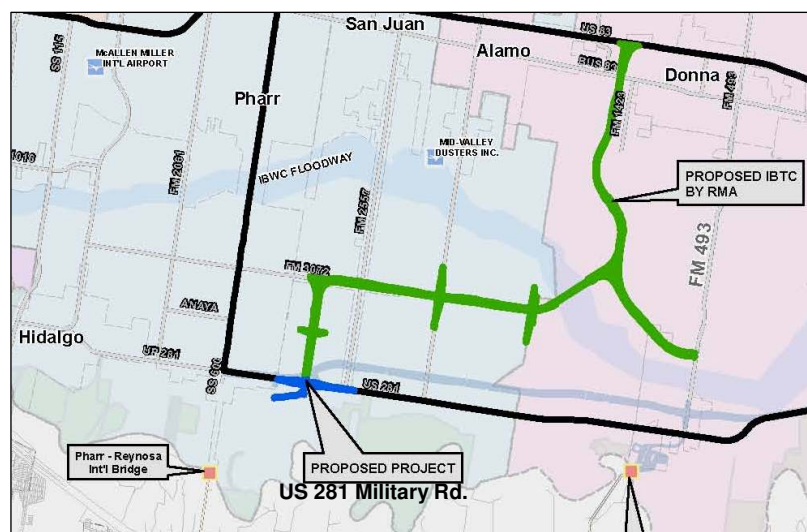 San Juan
US 83
McALLEN MILLER
INT'L AIRPORT
SS 115
Alamo
BUS 83
Donna
Pharr
FM 493
FM 1423
MID-VALLEY
DUSTERS INC.
1016
FM 2061
IBWC FLOODWAY
PROPOSED IBTC
BY RMA
FM 2557
FM 493
FM 3072
ANAYA
Hidalgo
UP 281
SS 600
US 281
Pharr - Reynosa
Int'l Bridge
PROPOSED PROJECT
US 281 Military Rd.